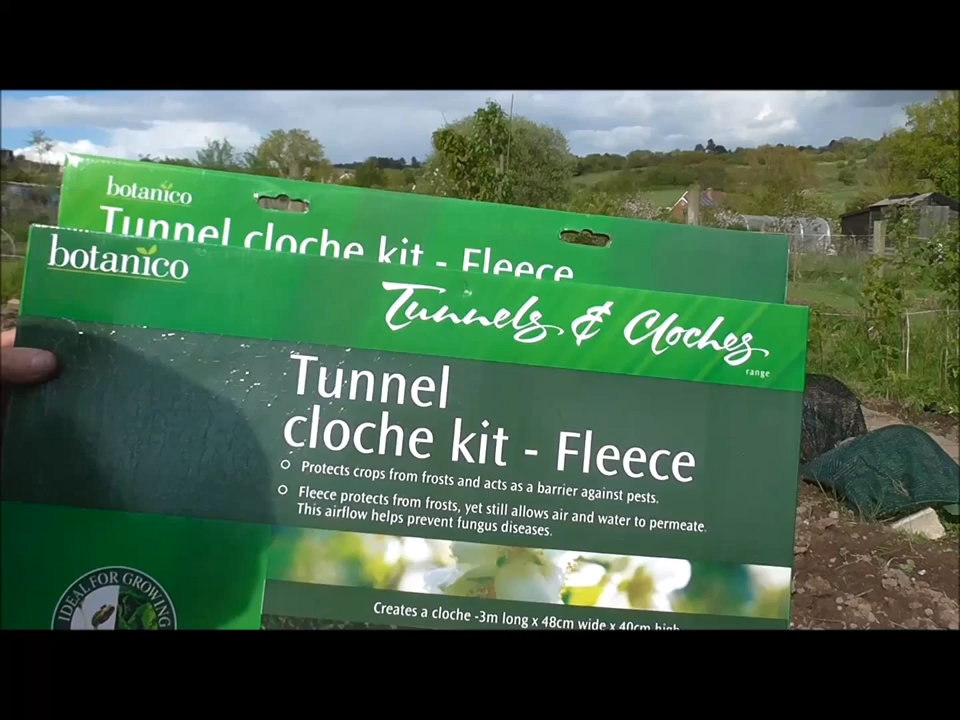 botanico
Tunnel cloche kit - Fleece
botanico
Tunnels & Cloches
range
Tunnel
cloche kit - Fleece
Protects crops from frosts and acts as a barrier against pests.
Fleece protects from frosts, yet still allows air and water to permeate.
This airflow helps prevent fungus diseases.
IDEAL FOR GROWING
Creates a cloche -3m long x 48cm wide x 40cm high